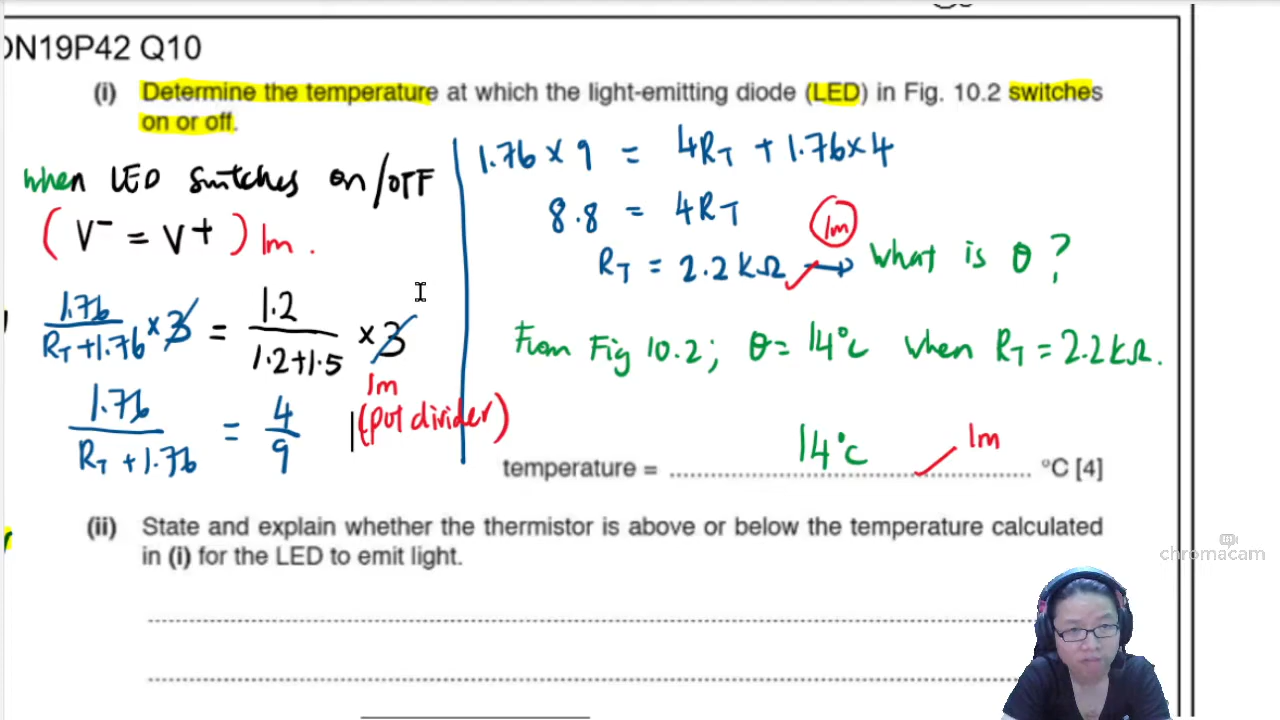 ON19P42 Q10
(i) Determine the temperature at which the light-emitting diode (LED) in Fig. 10.2 switches
on or off.
when LED switches on/OFF
(V⁻ = V⁺) 1m.
1.76 / RT + 1.76 × 3 = 1.2 / 1.2+1.5 × 3
1m
(pot divider)
1.76 / RT + 1.76 = 4 / 9
1.76 × 9 = 4RT + 1.76×4
8.8 = 4RT
1m
RT = 2.2kΩ → What is θ?
From Fig 10.2; θ = 14°C when RT = 2.2kΩ.
14°C 1m
temperature = ............ °C [4]
(ii) State and explain whether the thermistor is above or below the temperature calculated
in (i) for the LED to emit light.
chromacam